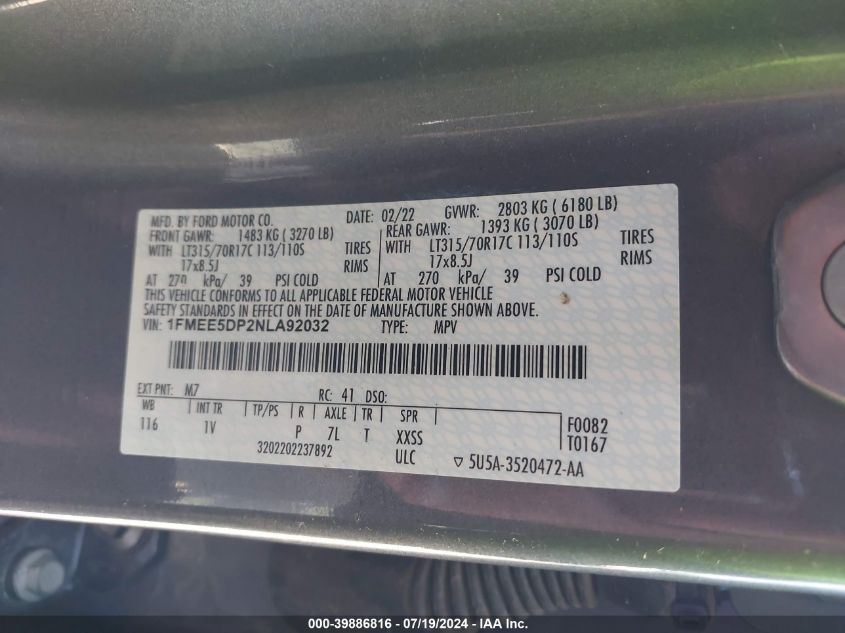 MFD. BY FORD MOTOR CO. DATE: 02/22 GVWR: 2803 KG ( 6180 LB)
FRONT GAWR: 1483 KG ( 3270 LB) REAR GAWR: 1393 KG ( 3070 LB)
WITH LT315/70R17C 113/110S TIRES WITH LT315/70R17C 113/110S TIRES
17x8.5J RIMS 17x8.5J RIMS
AT 270 kPa/ 39 PSI COLD AT 270 kPa/ 39 PSI COLD
THIS VEHICLE CONFORMS TO ALL APPLICABLE FEDERAL MOTOR VEHICLE
SAFETY STANDARDS IN EFFECT ON THE DATE OF MANUFACTURE SHOWN ABOVE.
VIN: 1FMEE5DP2NLA92032 TYPE: MPV
EXT PNT: M7 RC: 41 DSO:
WB INT TR TP/PS R AXLE TR SPR F0082
116 1V P 7L T XXSS T0167
3202202237892 ULC 5U5A-3520472-AA
000-39886816 - 07/19/2024 - IAA Inc.